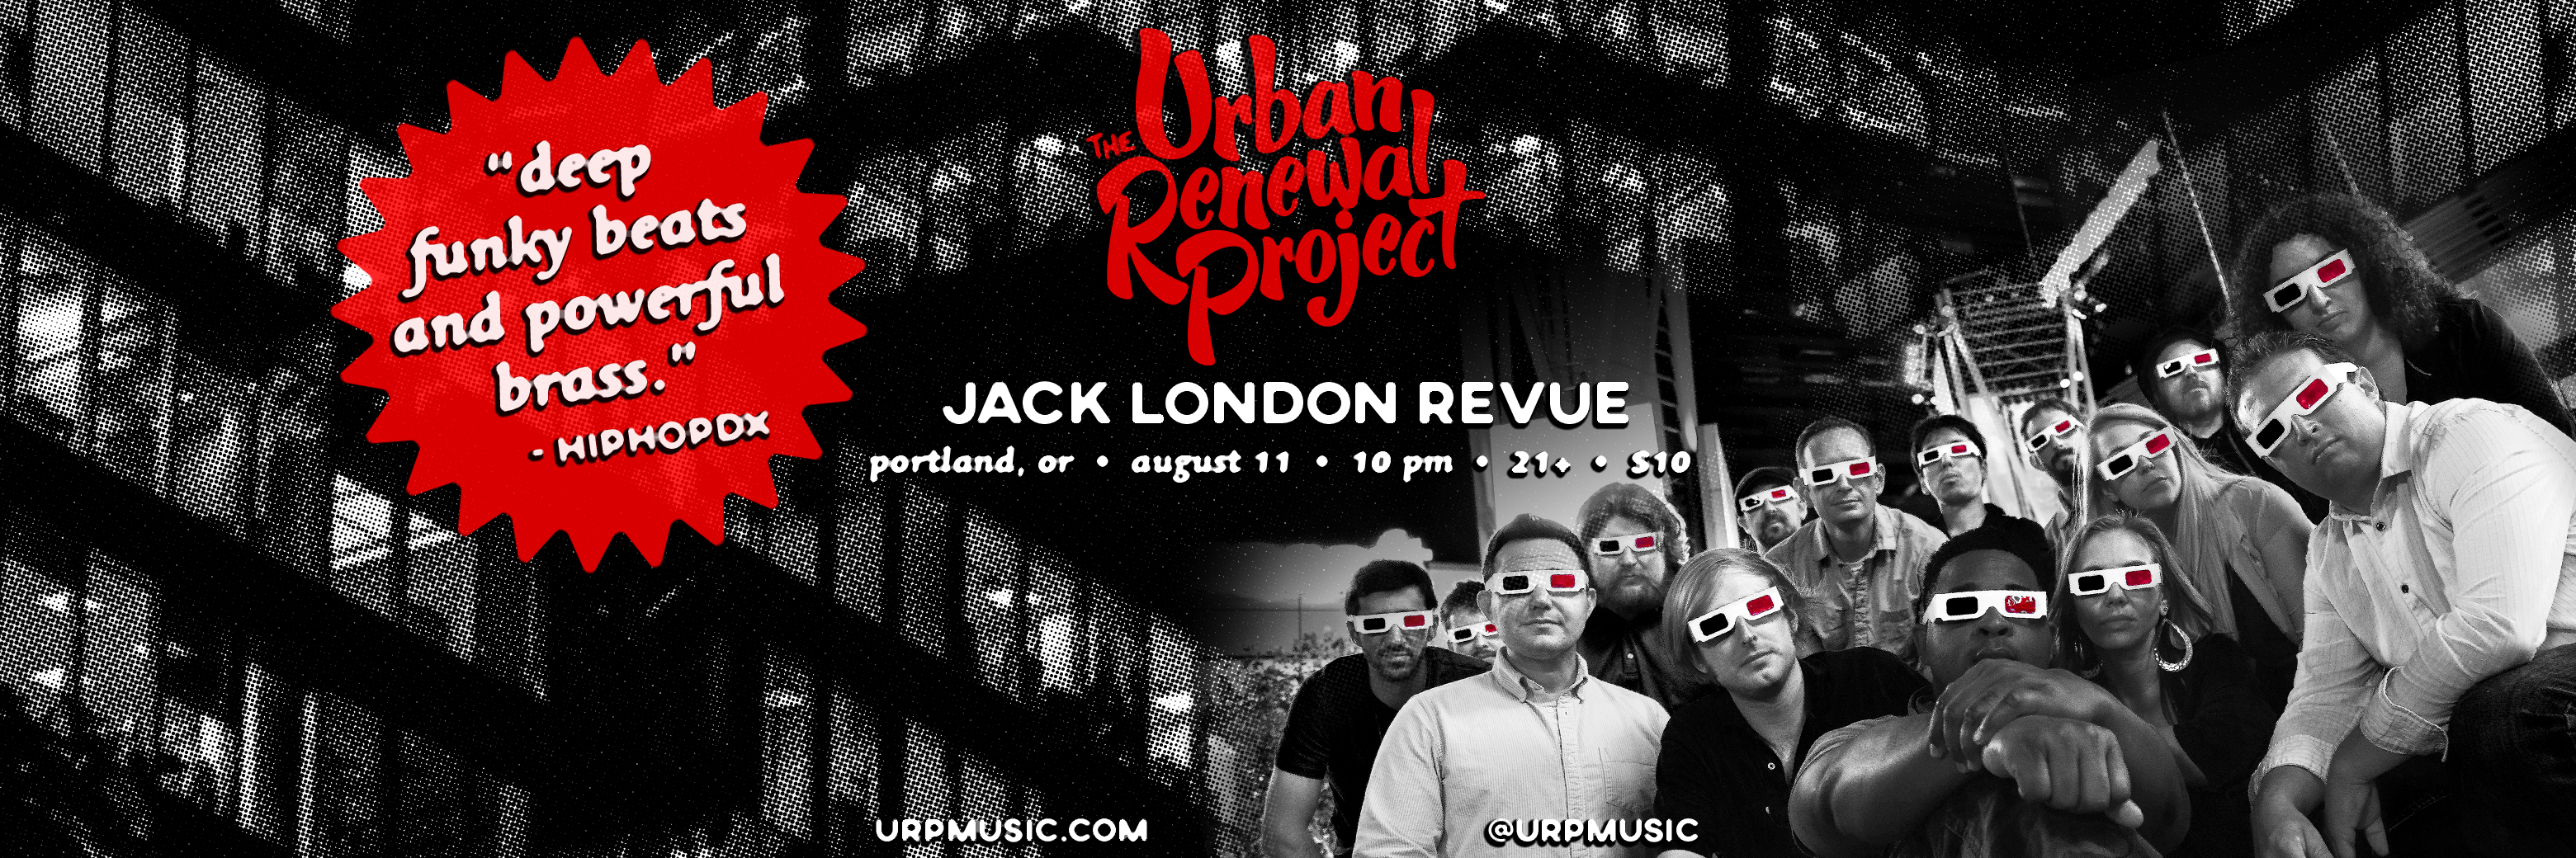 "deep
funky beats
and powerful
brass."
- HIPHOPDX
THE Urban
Renewal
Project
JACK LONDON REVUE
portland, or • august 11 • 10 pm • 21+ • $10
URPMUSIC.COM
@URPMUSIC